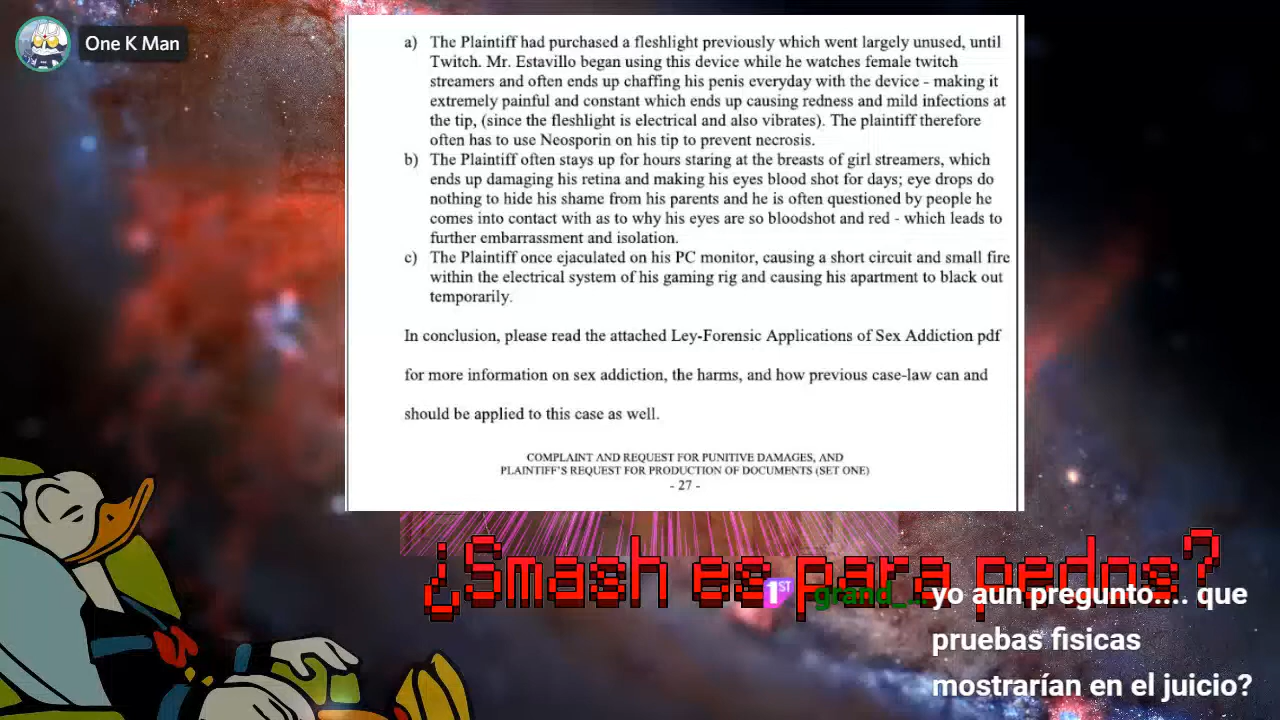 One K Man
a) The Plaintiff had purchased a fleshlight previously which went largely unused, until
Twitch. Mr. Estavillo began using this device while he watches female twitch
streamers and often ends up chaffing his penis everyday with the device - making it
extremely painful and constant which ends up causing redness and mild infections at
the tip, (since the fleshlight is electrical and also vibrates). The plaintiff therefore
often has to use Neosporin on his tip to prevent necrosis.
b) The Plaintiff often stays up for hours staring at the breasts of girl streamers, which
ends up damaging his retina and making his eyes blood shot for days; eye drops do
nothing to hide his shame from his parents and he is often questioned by people he
comes into contact with as to why his eyes are so bloodshot and red - which leads to
further embarrassment and isolation.
c) The Plaintiff once ejaculated on his PC monitor, causing a short circuit and small fire
within the electrical system of his gaming rig and causing his apartment to black out
temporarily.
In conclusion, please read the attached Ley-Forensic Applications of Sex Addiction pdf
for more information on sex addiction, the harms, and how previous case-law can and
should be applied to this case as well.
COMPLAINT AND REQUEST FOR PUNITIVE DAMAGES, AND
PLAINTIFF'S REQUEST FOR PRODUCTION OF DOCUMENTS (SET ONE)
- 27 -
¿Smash es para pedos?
1ST grand_... yo aun pregunto.... que
pruebas fisicas
mostrarían en el juicio?